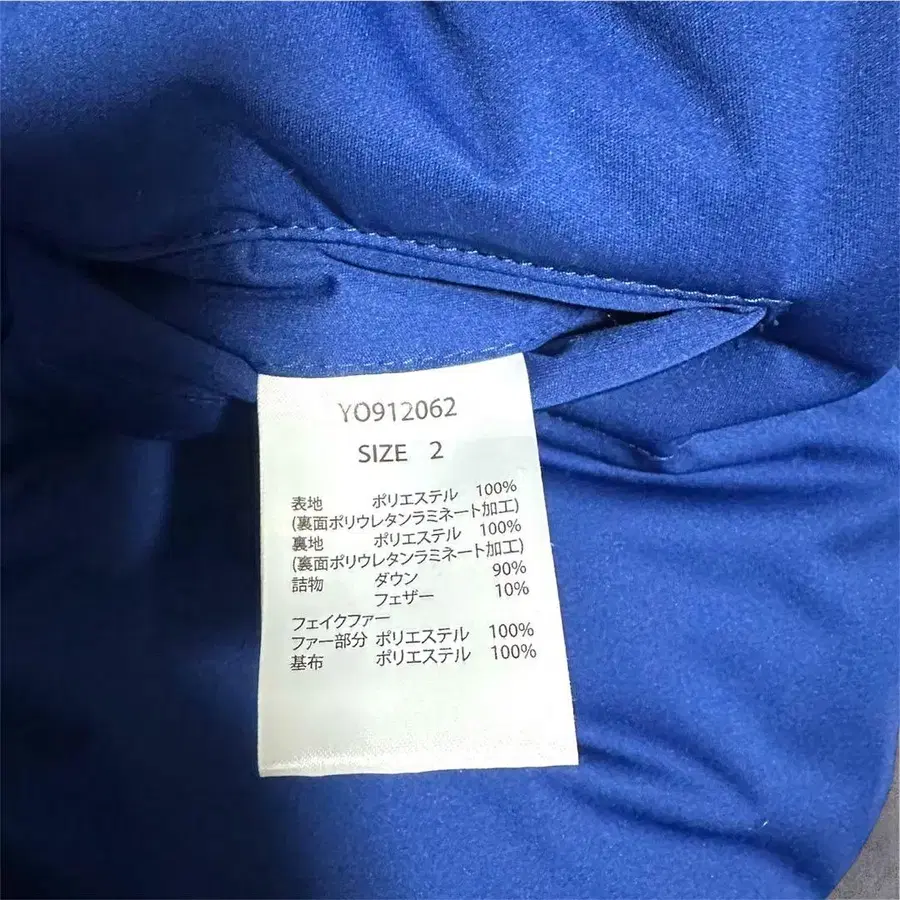 YO912062
SIZE 2
表地 ポリエステル 100%
(裏面ポリウレタンラミネート加工)
裏地 ポリエステル 100%
(裏面ポリウレタンラミネート加工)
詰物 ダウン 90%
フェザー 10%
フェイクファー
ファー部分 ポリエステル 100%
基布 ポリエステル 100%